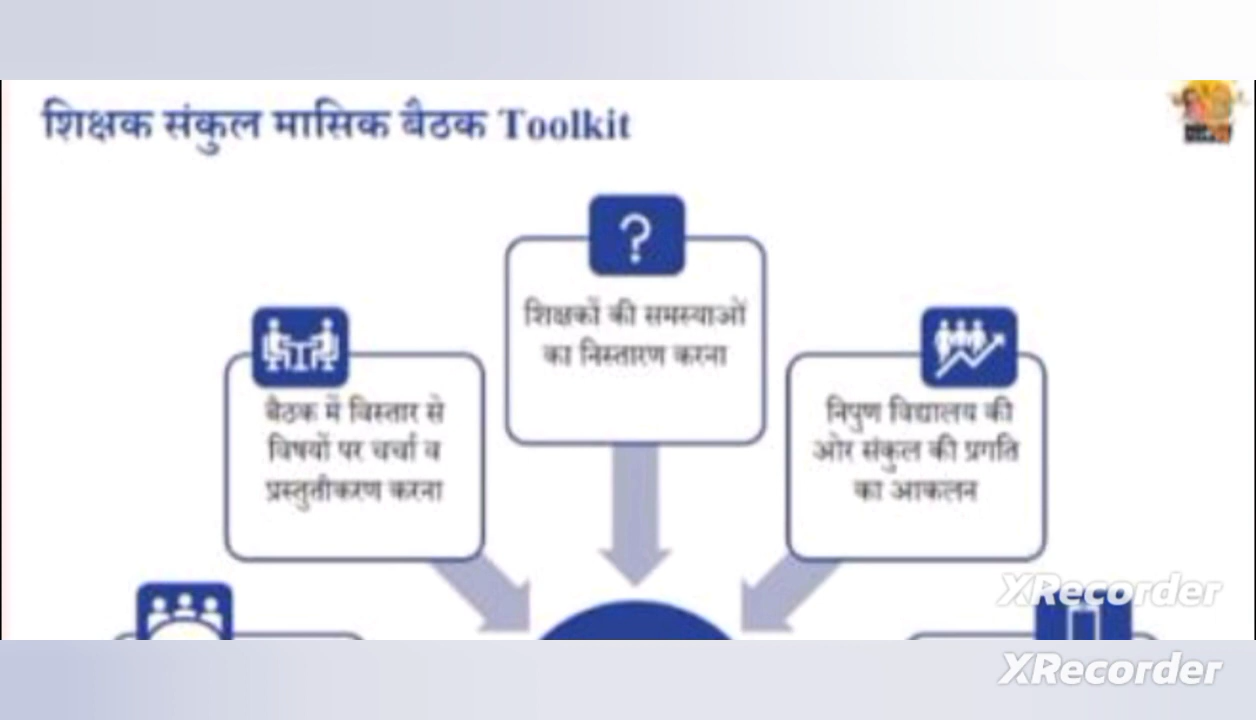 शिक्षक संकुल मासिक बैठक Toolkit
?
शिक्षकों की समस्याओं
का निस्तारण करना
बैठक में विस्तार से
विषयों पर चर्चा व
प्रस्तुतीकरण करना
निपुण विद्यालय की
ओर संकुल की प्रगति
का आकलन
XRecorder
XRecorder